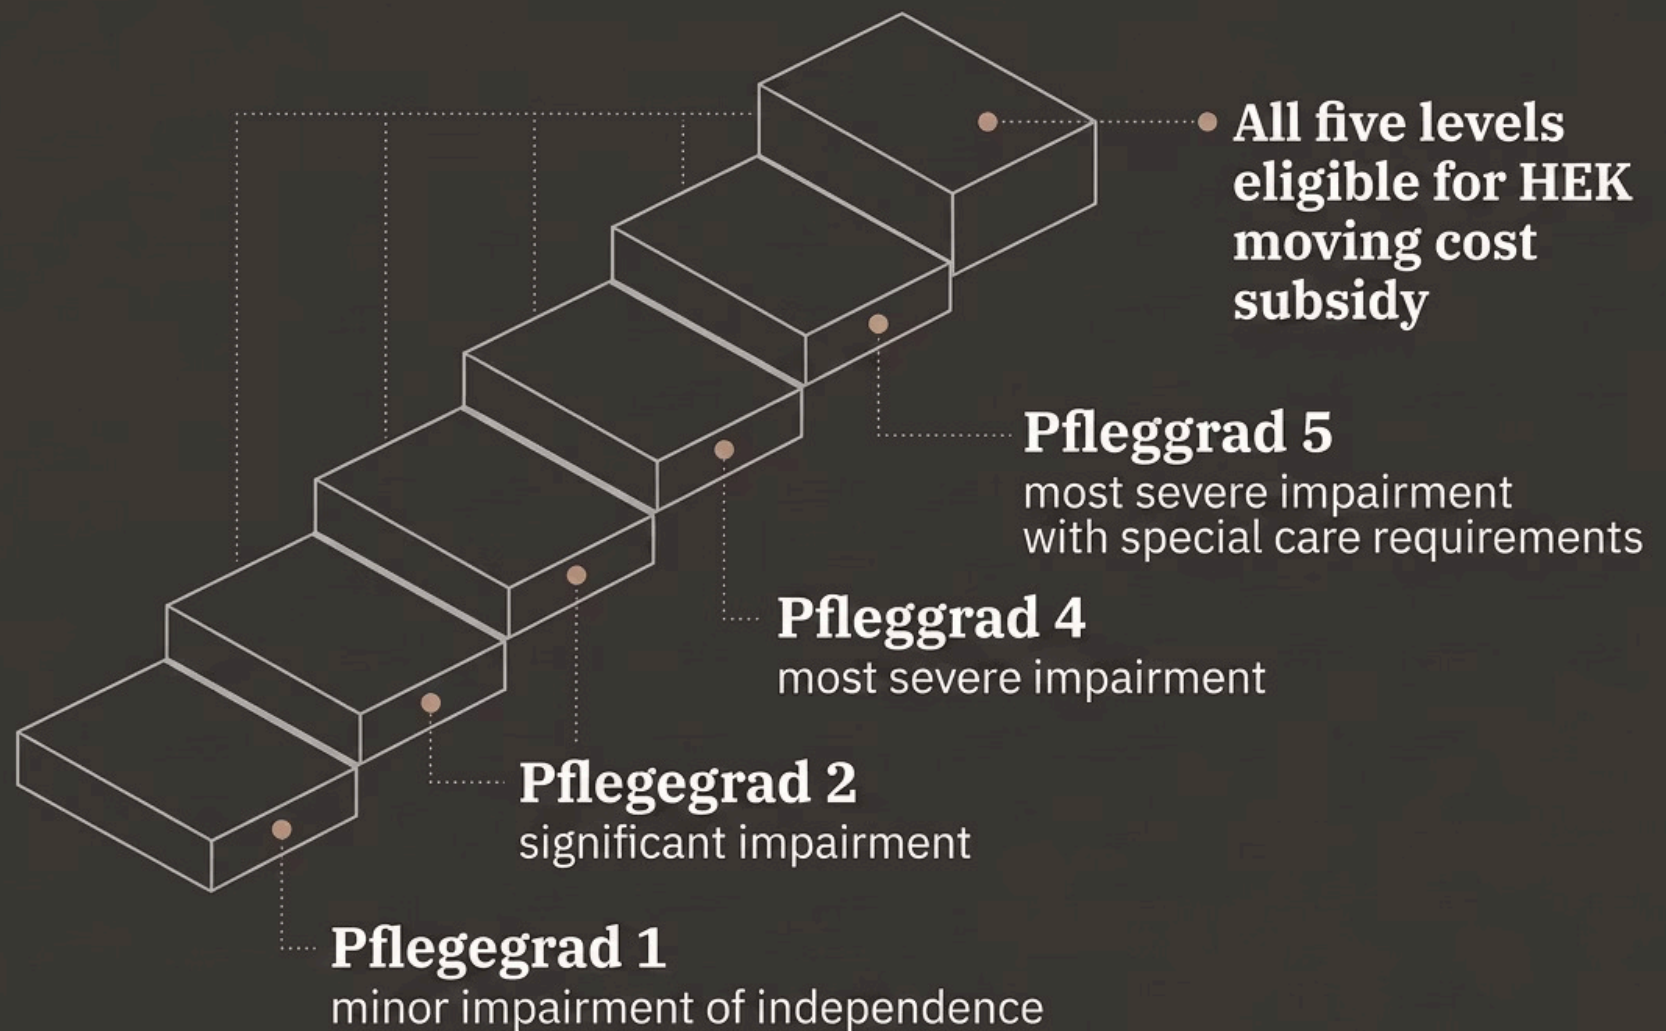 All five levels
eligible for HEK
moving cost
subsidy
Pfleggrad 5
most severe impairment
with special care requirements
Pfleggrad 4
most severe impairment
Pflegegrad 2
significant impairment
Pflegegrad 1
minor impairment of independence